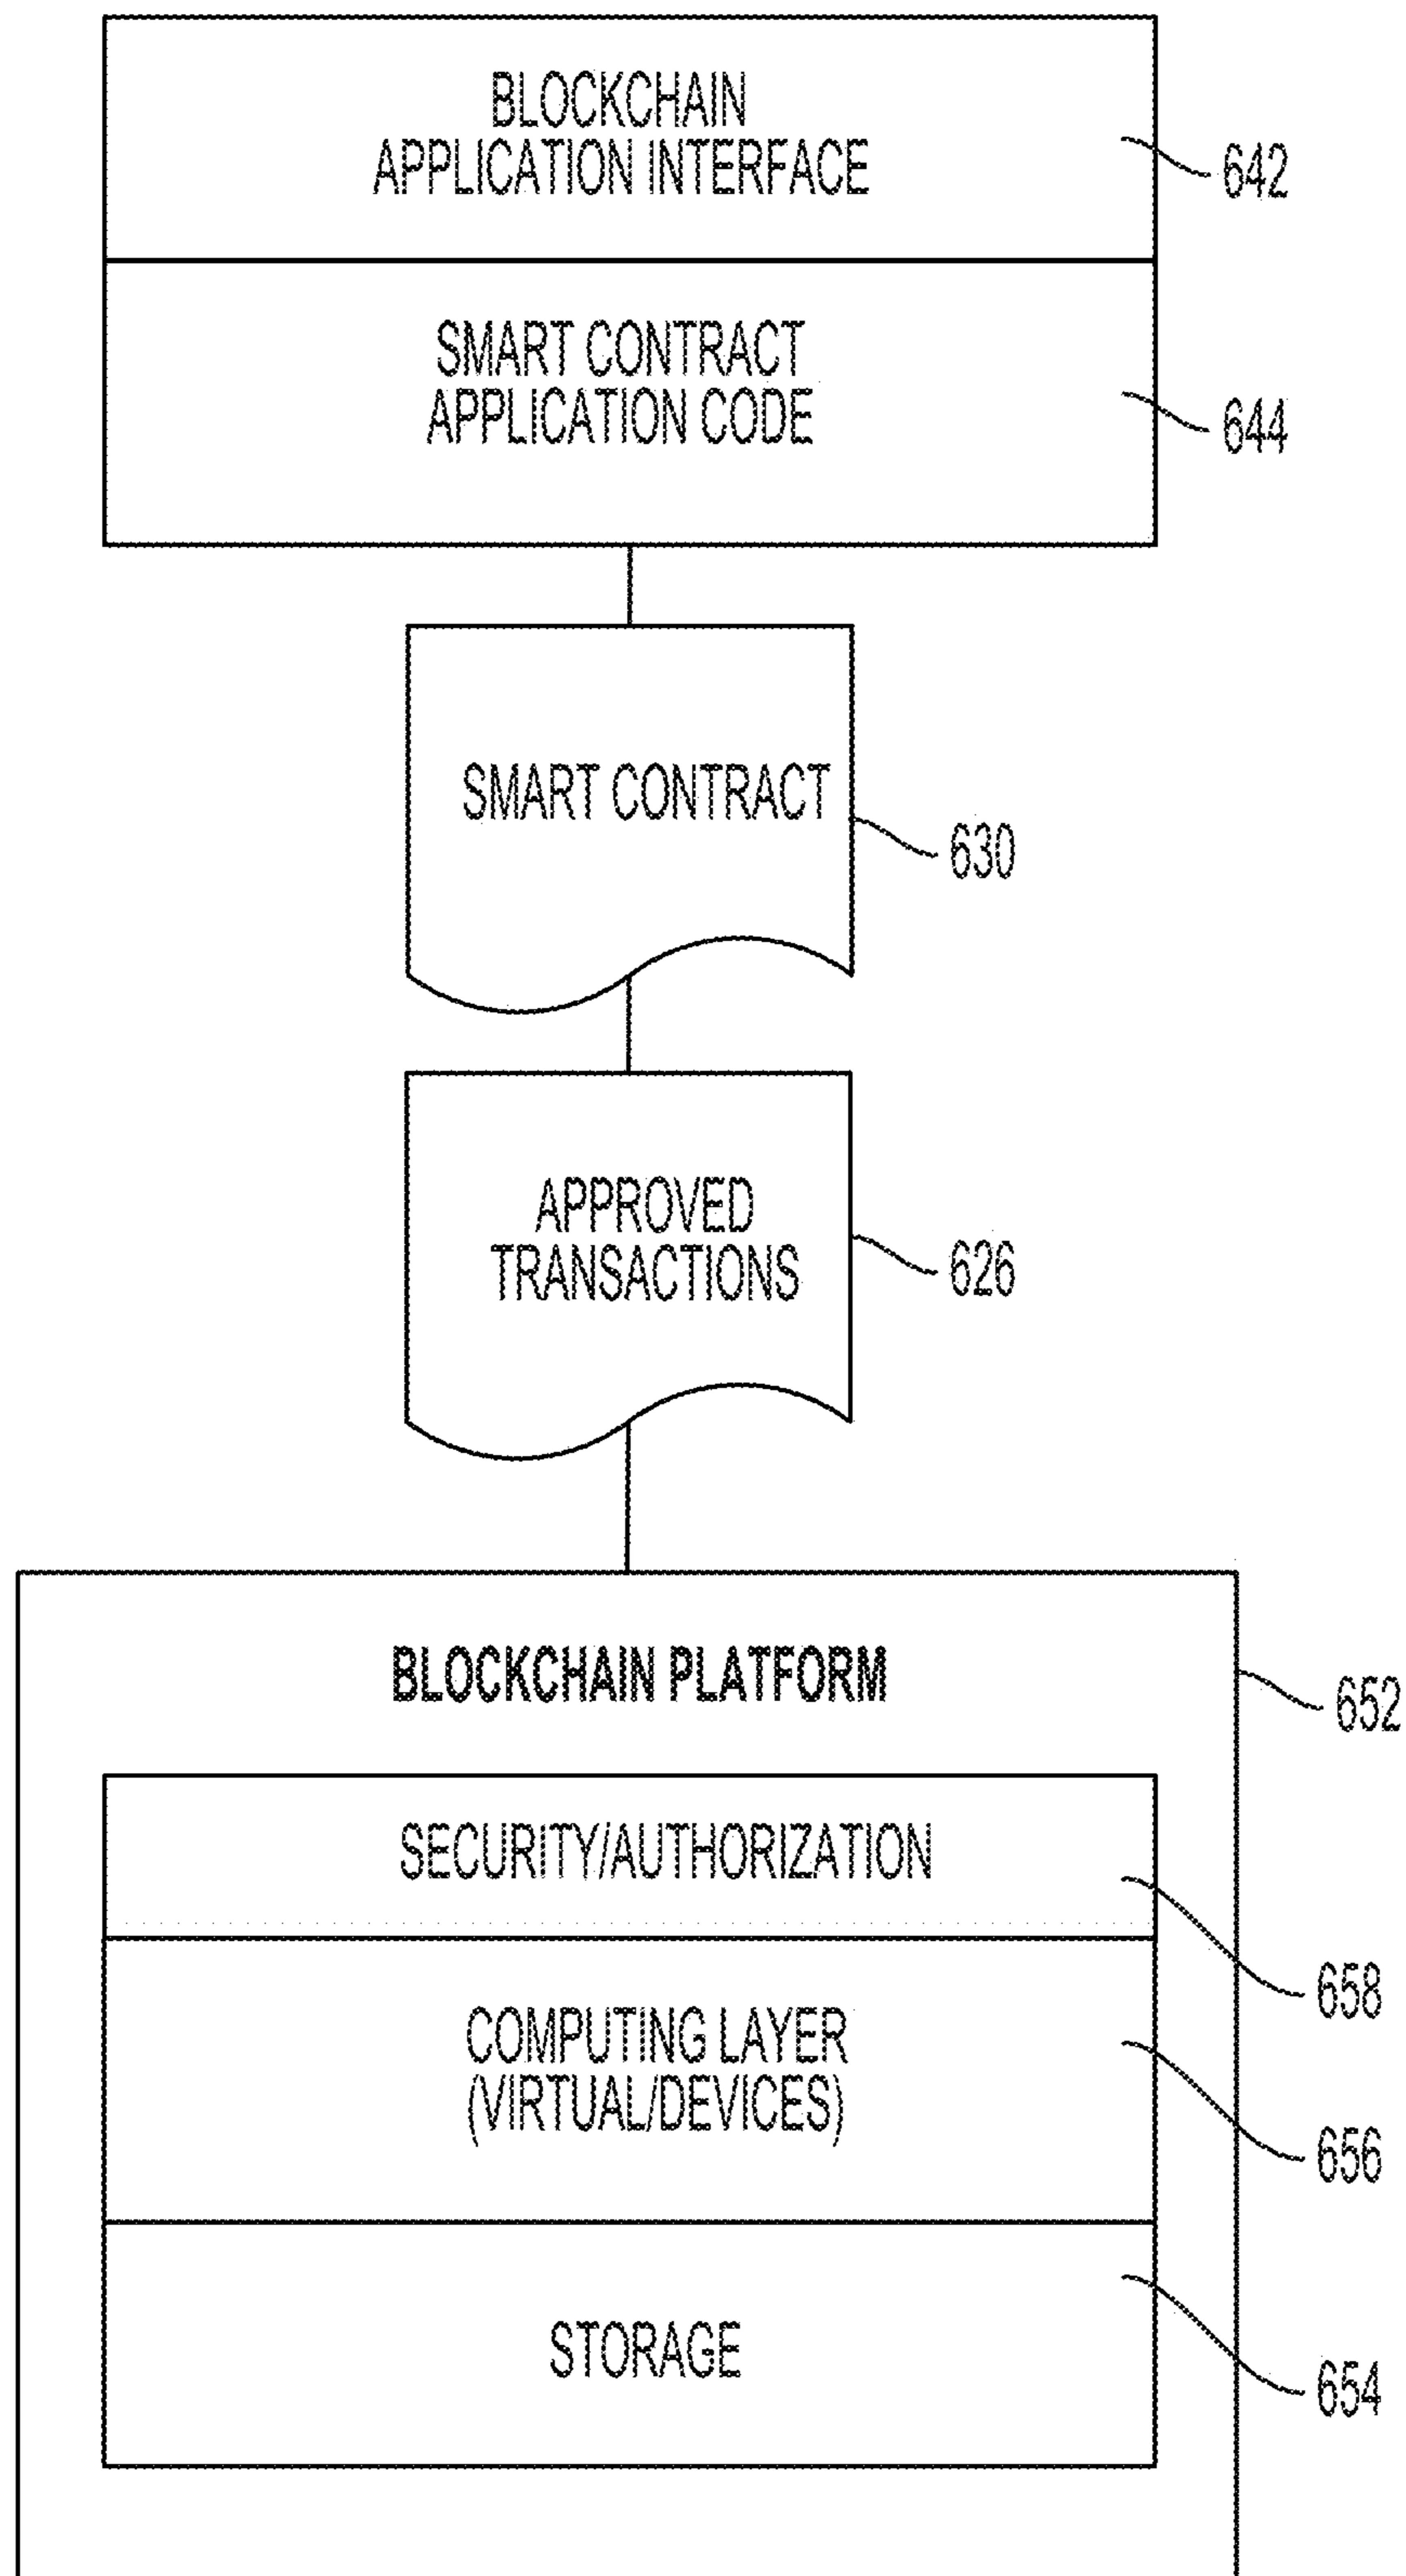 BLOCKCHAIN
APPLICATION INTERFACE
642
SMART CONTRACT
APPLICATION CODE
644
SMART CONTRACT
630
APPROVED
TRANSACTIONS
626
BLOCKCHAIN PLATFORM
652
SECURITY/AUTHORIZATION
658
COMPUTING LAYER
(VIRTUAL/DEVICES)
656
STORAGE
654